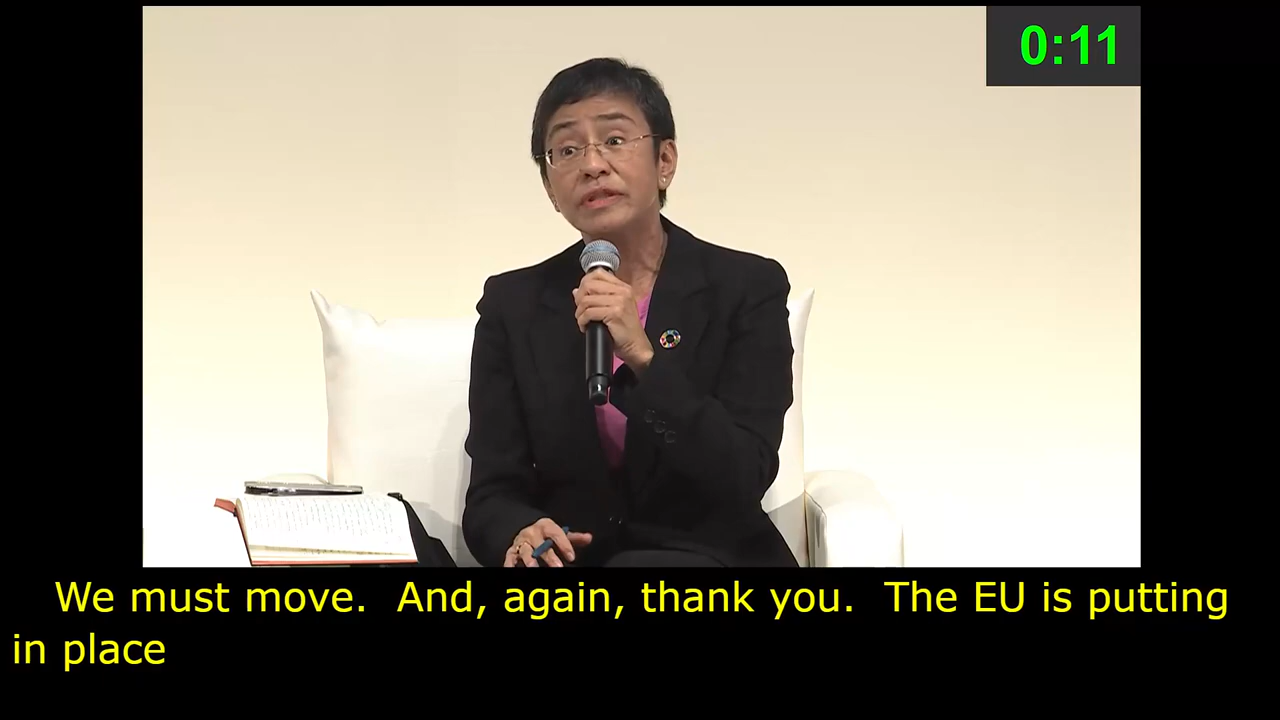 0:11
We must move.  And, again, thank you.  The EU is putting
in place